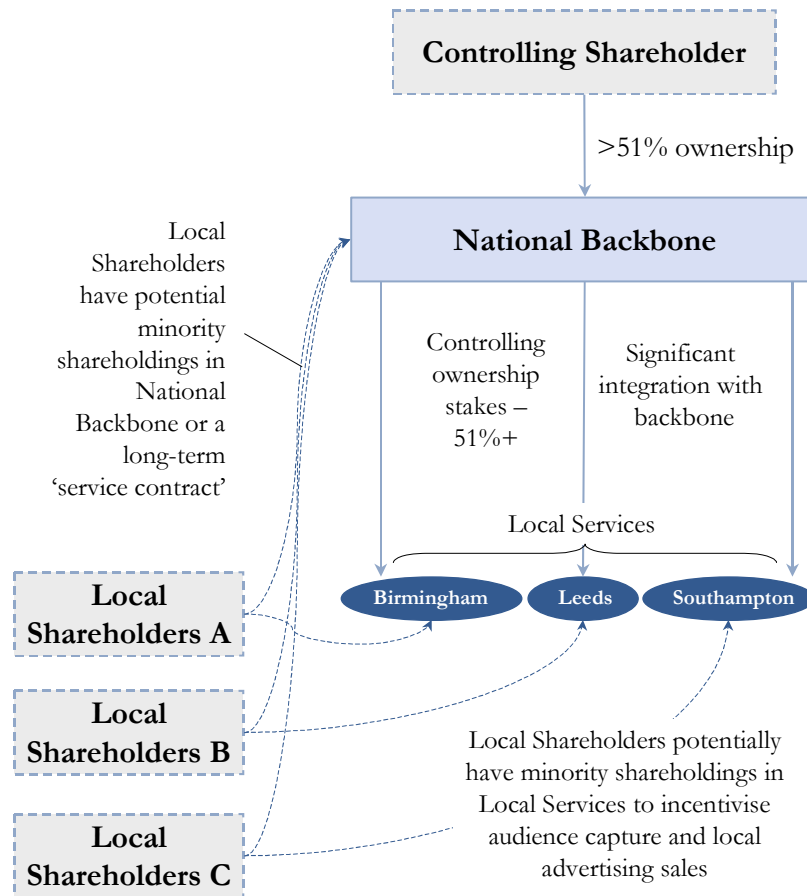 Controlling Shareholder
>51% ownership
National Backbone
Local
Shareholders
have potential
minority
shareholdings in
National
Backbone or a
long-term
‘service contract’
Controlling
ownership
stakes –
51%+
Significant
integration with
backbone
Local Services
Birmingham
Leeds
Southampton
Local
Shareholders A
Local
Shareholders B
Local
Shareholders C
Local Shareholders potentially
have minority shareholdings in
Local Services to incentivise
audience capture and local
advertising sales